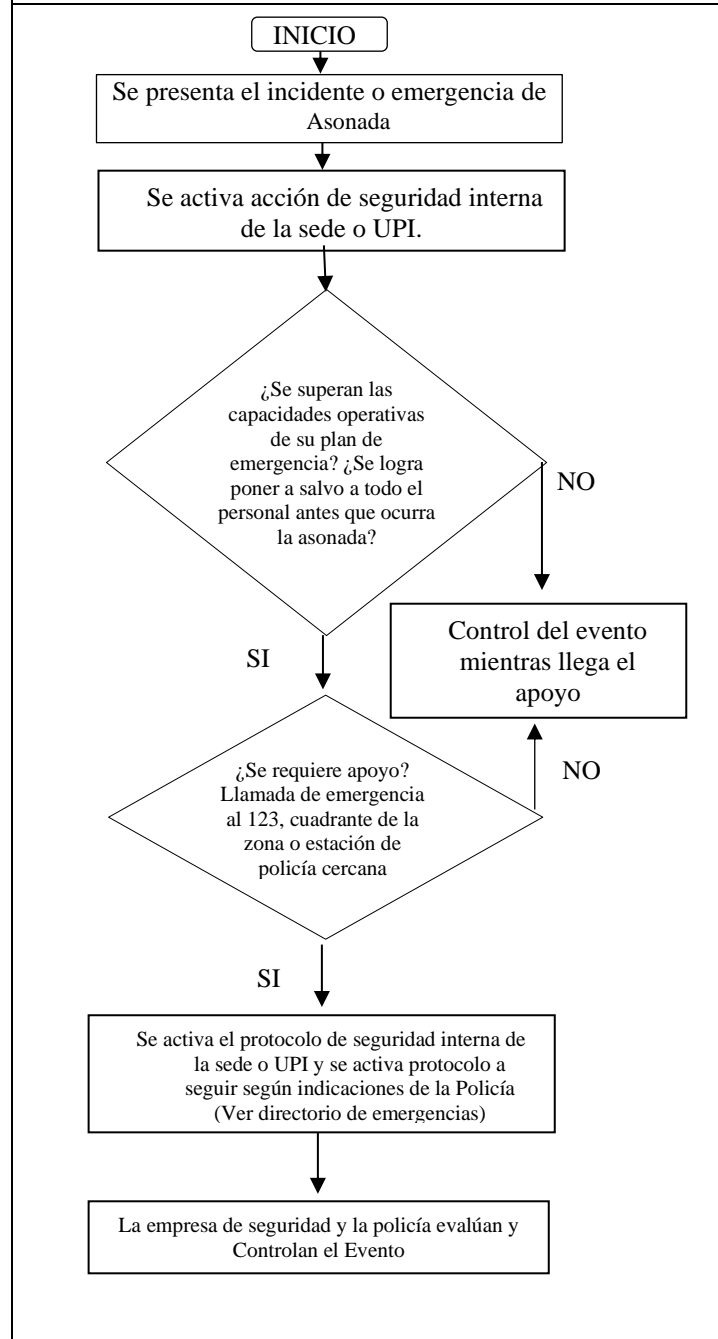 INICIO
Se presenta el incidente o emergencia de
Asonada
Se activa acción de seguridad interna
de la sede o UPI.
¿Se superan las
capacidades operativas
de su plan de
emergencia? ¿Se logra
poner a salvo a todo el
personal antes que ocurra
la asonada?
NO
Control del evento
mientras llega el
apoyo
SI
¿Se requiere apoyo?
Llamada de emergencia
al 123, cuadrante de la
zona o estación de
policía cercana
NO
SI
Se activa el protocolo de seguridad interna de
la sede o UPI y se activa protocolo a
seguir según indicaciones de la Policía
(Ver directorio de emergencias)
La empresa de seguridad y la policía evalúan y
Controlan el Evento